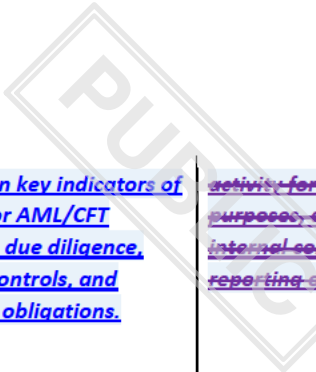 n key indicators of
or AML/CFT
due diligence,
ontrols, and
obligations.
activity for
purposes,
internal co
reporting
PUBLIC